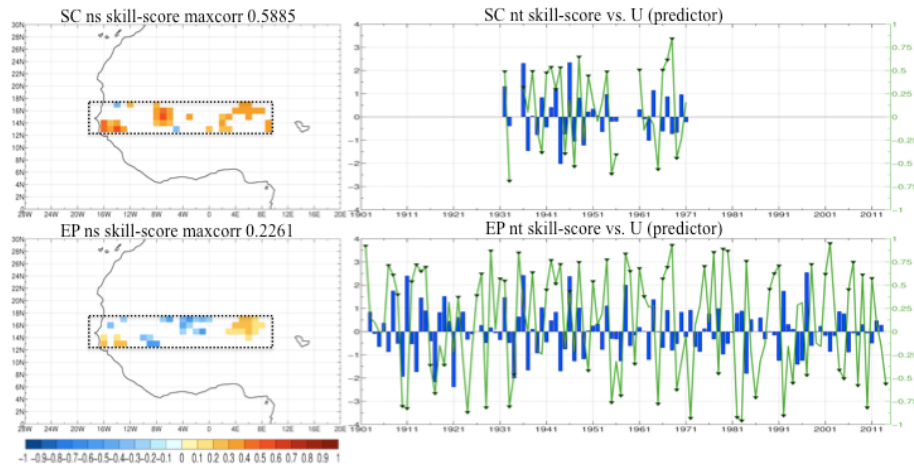 SC ns skill-score maxcorr 0.5885
30N
28N
26N
24N
22N
20N
18N
16N
14N
12N
10N
8N
6N
4N
2N
0
28W 24W 20W 16W 12W 8W 4W 0 4E 8E 12E 16E 20E
SC nt skill-score vs. U (predictor)
4
3
2
1
0
-1
-2
-3
-4
1
0.75
0.5
0.25
0
-0.25
-0.5
-0.75
-1
1901 1911 1921 1931 1941 1951 1961 1971 1981 1991 2001 2011
EP ns skill-score maxcorr 0.2261
30N
28N
26N
24N
22N
20N
18N
16N
14N
12N
10N
8N
6N
4N
2N
0
28W 24W 20W 16W 12W 8W 4W 0 4E 8E 12E 16E 20E
-1 -0.9 -0.8 -0.7 -0.6 -0.5 -0.4 -0.3 -0.2 -0.1 0 0.1 0.2 0.3 0.4 0.5 0.6 0.7 0.8 0.9 1
EP nt skill-score vs. U (predictor)
4
3
2
1
0
-1
-2
-3
-4
1
0.75
0.5
0.25
0
-0.25
-0.5
-0.75
-1
1901 1911 1921 1931 1941 1951 1961 1971 1981 1991 2001 2011